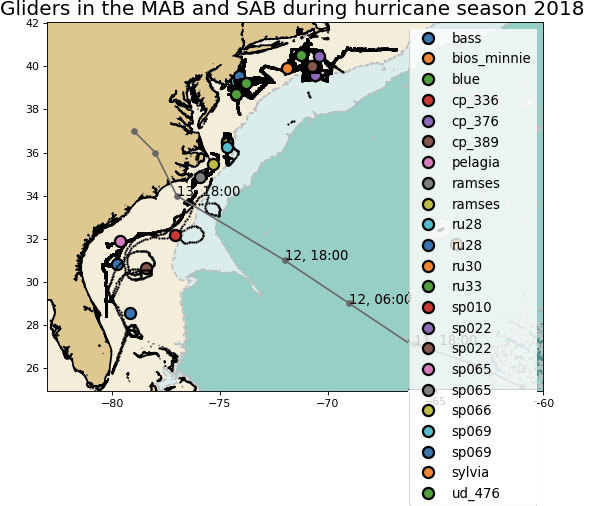 Gliders in the MAB and SAB during hurricane season 2018
42
40
38
36
34
32
30
28
26
−80
−75
−70
−65
−60
13, 18:00
12, 18:00
12, 06:00
18:00
bass
bios_minnie
blue
cp_336
cp_376
cp_389
pelagia
ramses
ramses
ru28
ru28
ru30
ru33
sp010
sp022
sp022
sp065
sp065
sp066
sp069
sp069
sylvia
ud_476